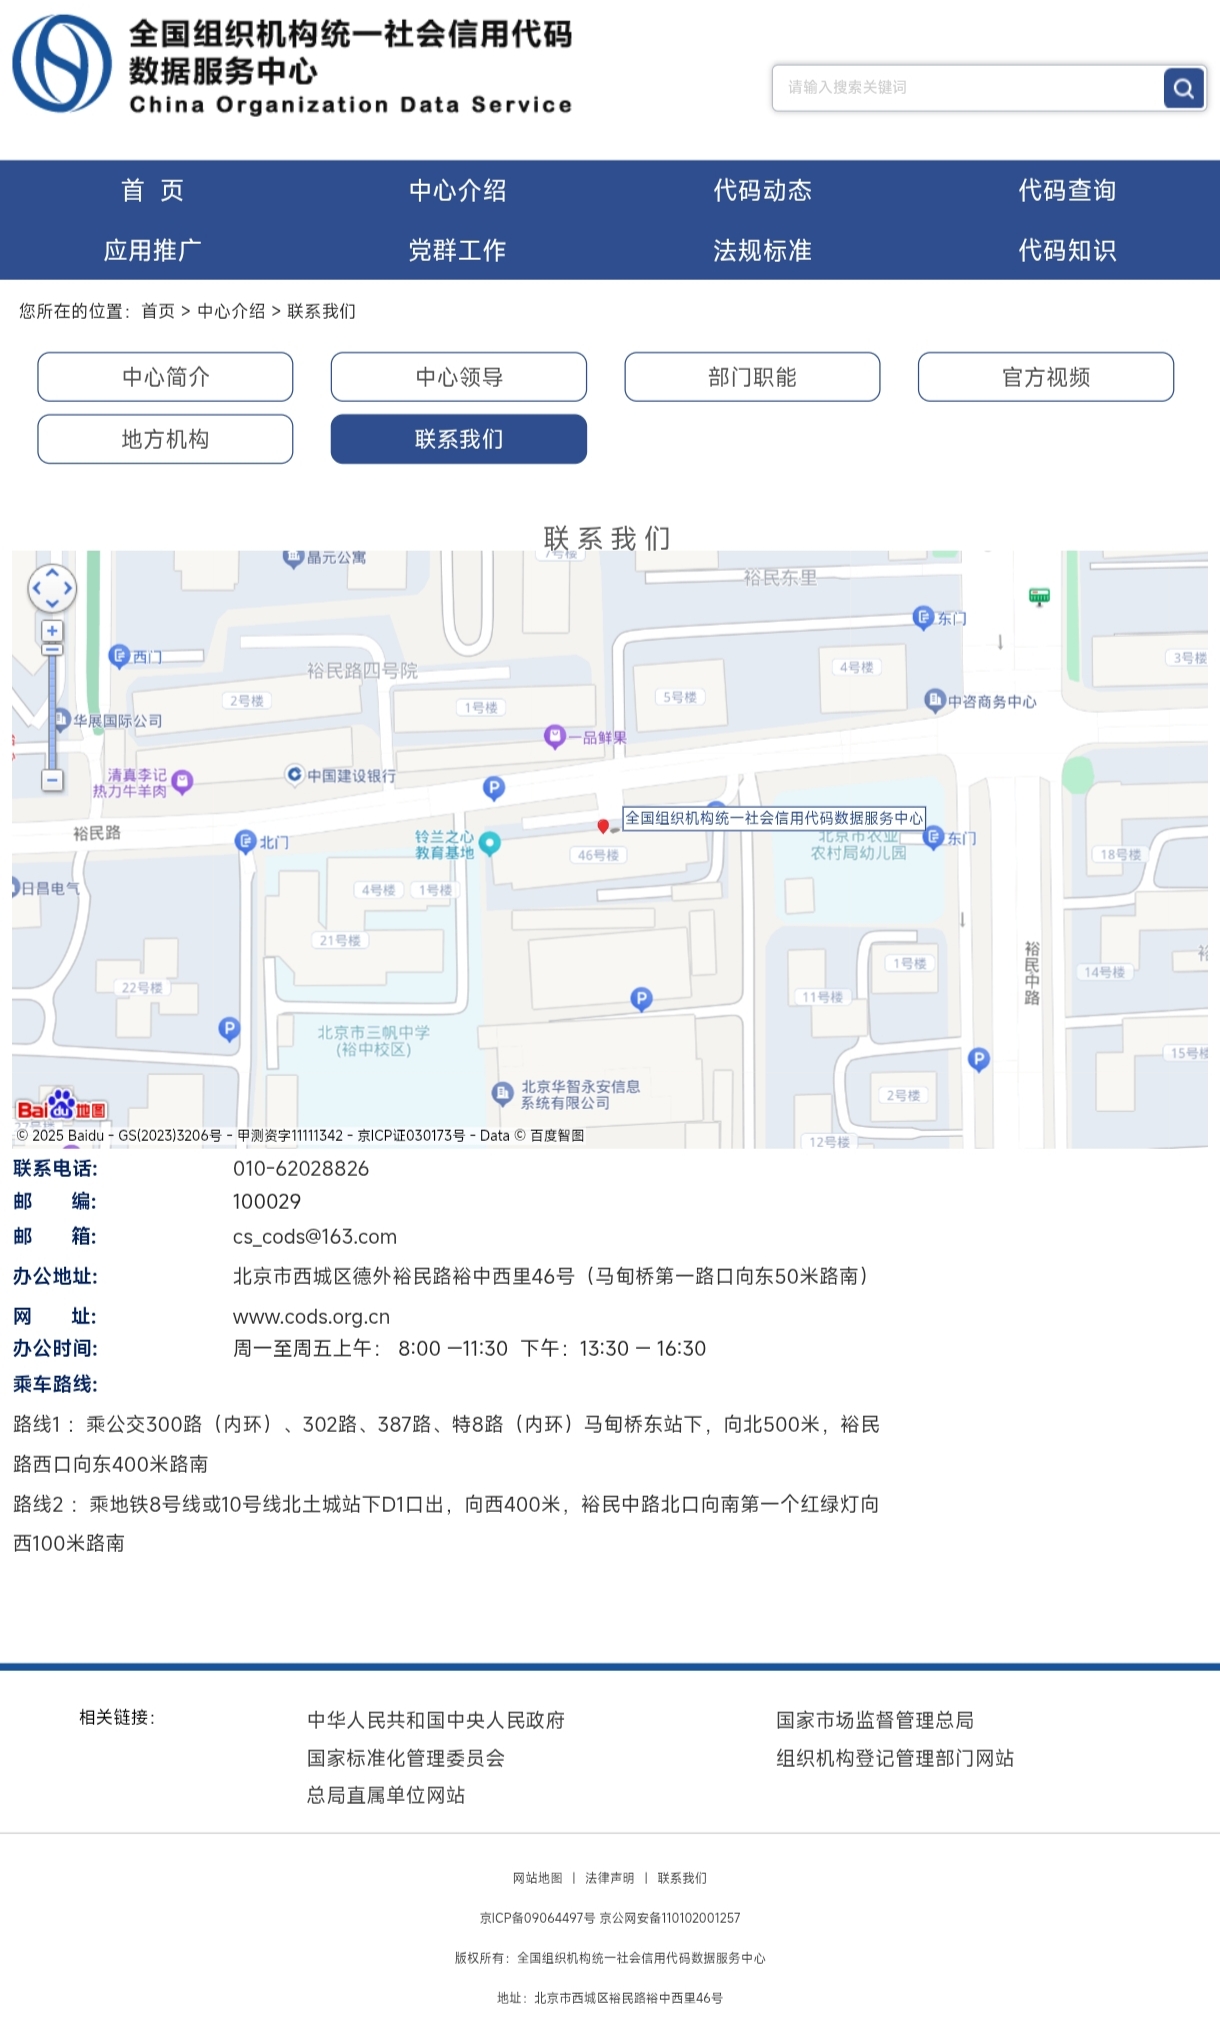 全国组织机构统一社会信用代码
数据服务中心
China Organization Data Service
请输入搜索关键词
首 页 中心介绍 代码动态 代码查询
应用推广 党群工作 法规标准 代码知识
您所在的位置：首页 > 中心介绍 > 联系我们
中心简介 中心领导 部门职能 官方视频
地方机构 联系我们
联系我们
晶元公寓
7号楼
裕民东里
东门
西门
裕民路四号院
4号楼
3号楼
2号楼
1号楼
5号楼
中咨商务中心
华展国际公司
一品鲜果
清真李记
热力牛羊肉
中国建设银行
P
全国组织机构统一社会信用代码数据服务中心
裕民路
北门
铃兰之心
教育基地
46号楼
北京市农业
农村局幼儿园
东门
18号楼
日昌电气
4号楼
1号楼
21号楼
裕民中路
1号楼
14号楼
22号楼
11号楼
P
P
北京市三帆中学
(裕中校区)
15号楼
P
北京华智永安信息
系统有限公司
2号楼
Bai du 地图
12号楼
© 2025 Baidu - GS(2023)3206号 - 甲测资字11111342 - 京ICP证030173号 - Data © 百度智图
联系电话: 010-62028826
邮 编: 100029
邮 箱: cs_cods@163.com
办公地址: 北京市西城区德外裕民路裕中西里46号（马甸桥第一路口向东50米路南）
网 址: www.cods.org.cn
办公时间: 周一至周五上午： 8:00 —11:30 下午：13:30 — 16:30
乘车路线:
路线1 ：乘公交300路（内环）、302路、387路、特8路（内环）马甸桥东站下，向北500米，裕民
路西口向东400米路南
路线2 ：乘地铁8号线或10号线北土城站下D1口出，向西400米，裕民中路北口向南第一个红绿灯向
西100米路南
相关链接：
中华人民共和国中央人民政府 国家市场监督管理总局
国家标准化管理委员会 组织机构登记管理部门网站
总局直属单位网站
网站地图 | 法律声明 | 联系我们
京ICP备09064497号 京公网安备110102001257
版权所有：全国组织机构统一社会信用代码数据服务中心
地址：北京市西城区裕民路裕中西里46号